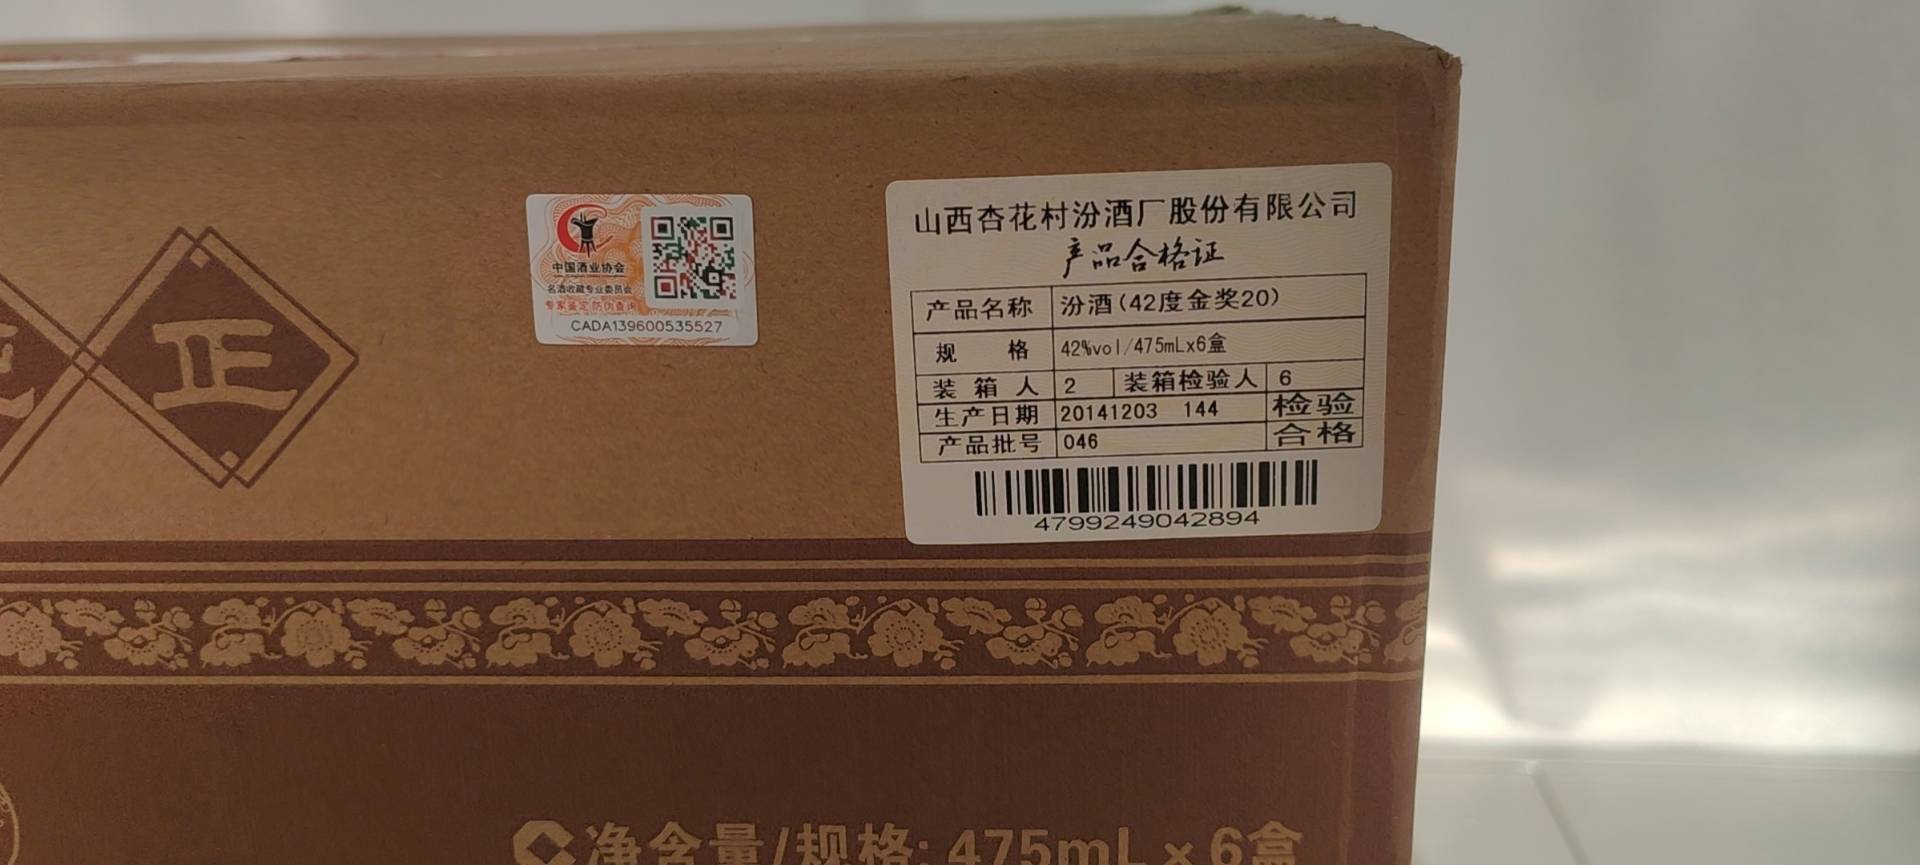 正
中国酒业协会
名酒收藏专业委员会
专家鉴定 防伪查询
CADA139600535527
山西杏花村汾酒厂股份有限公司
产品合格证
产品名称 汾酒(42度金奖20)
规 格 42%vol/475mLx6盒
装箱人 2 装箱检验人 6
生产日期 20141203 144 检验
产品批号 046 合格
4799249042894
净含量/规格: 475mL×6盒